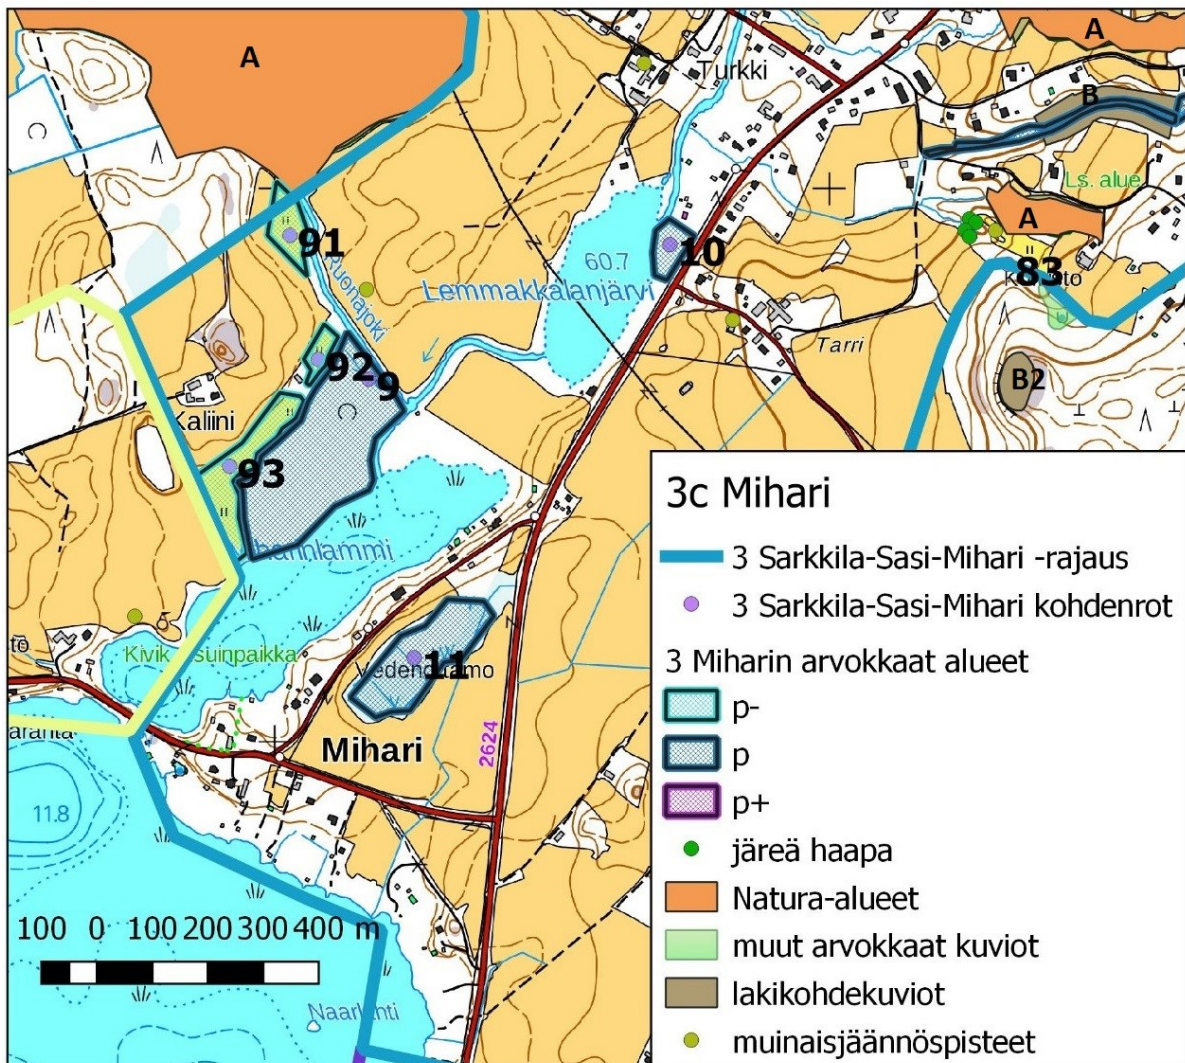 A
A
Turkki
B
Ls. alue
A
91
10
60.7
Lemmakkalanjärvi
83
Tarri
92
9
B2
Kaliini
93
Kivik
suinpaikka
11
Mihari
2624
11.8
100 0 100 200 300 400 m
3c Mihari
3 Sarkkila-Sasi-Mihari -rajaus
3 Sarkkila-Sasi-Mihari kohdenrot
3 Miharin arvokkaat alueet
p-
p
p+
järeä haapa
Natura-alueet
muut arvokkaat kuviot
lakikohdekuviot
muinaisjäännöspisteet